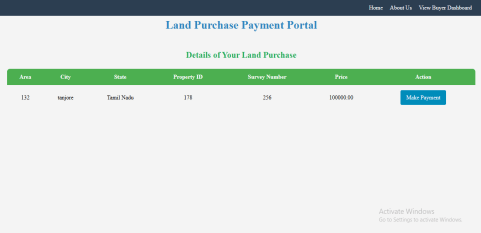 Home About Us View Buyer Dashboard
Land Purchase Payment Portal
Details of Your Land Purchase
Area City State Property ID Survey Number Price Action
132 tanjore Tamil Nadu 178 256 100000.00 Make Payment
Activate Windows
Go to Settings to activate Windows.